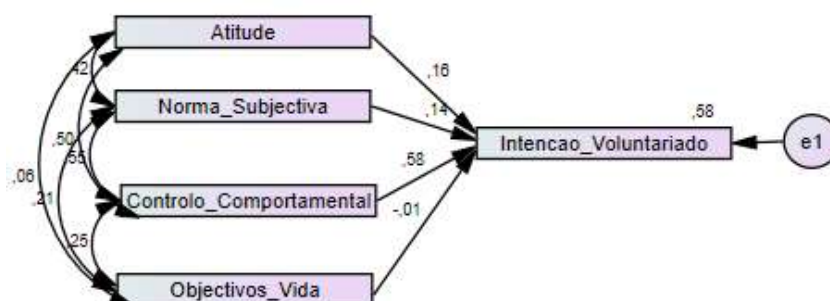 Atitude
,42
,16
Norma_Subjectiva
,14
,58
Intencao_Voluntariado
e1
,50
,55
,58
Controlo_Comportamental
,06
,21
-,01
,25
Objectivos_Vida